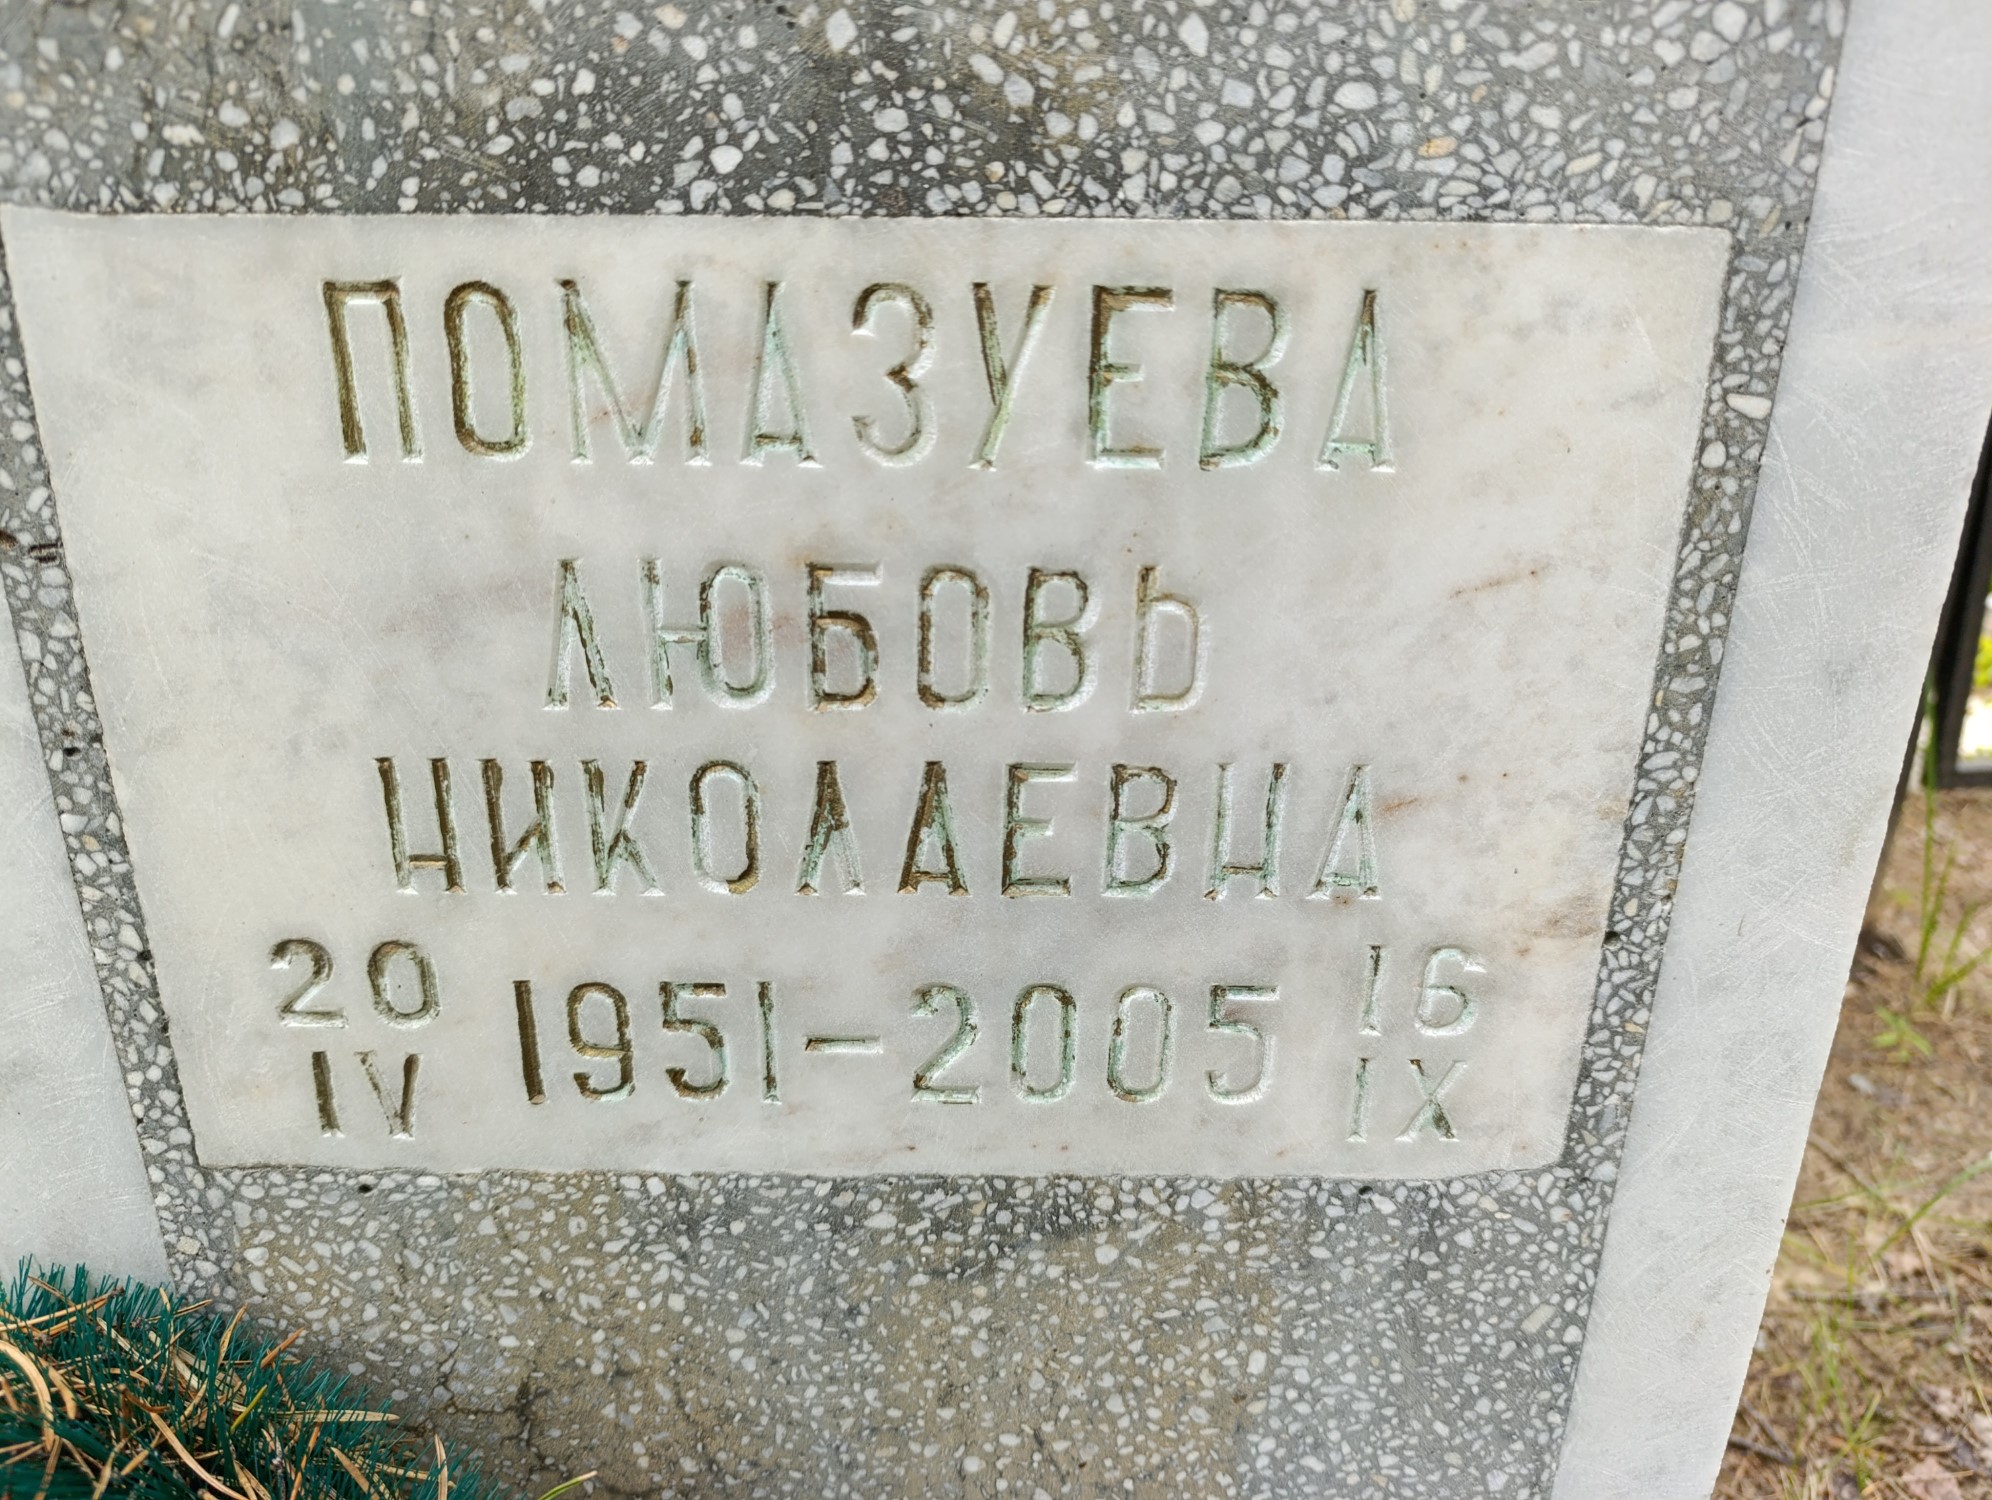 ПОМАЗУЕВА
ЛЮБОВЬ
НИКОЛАЕВНА
20 1951-2005 16
IV IX